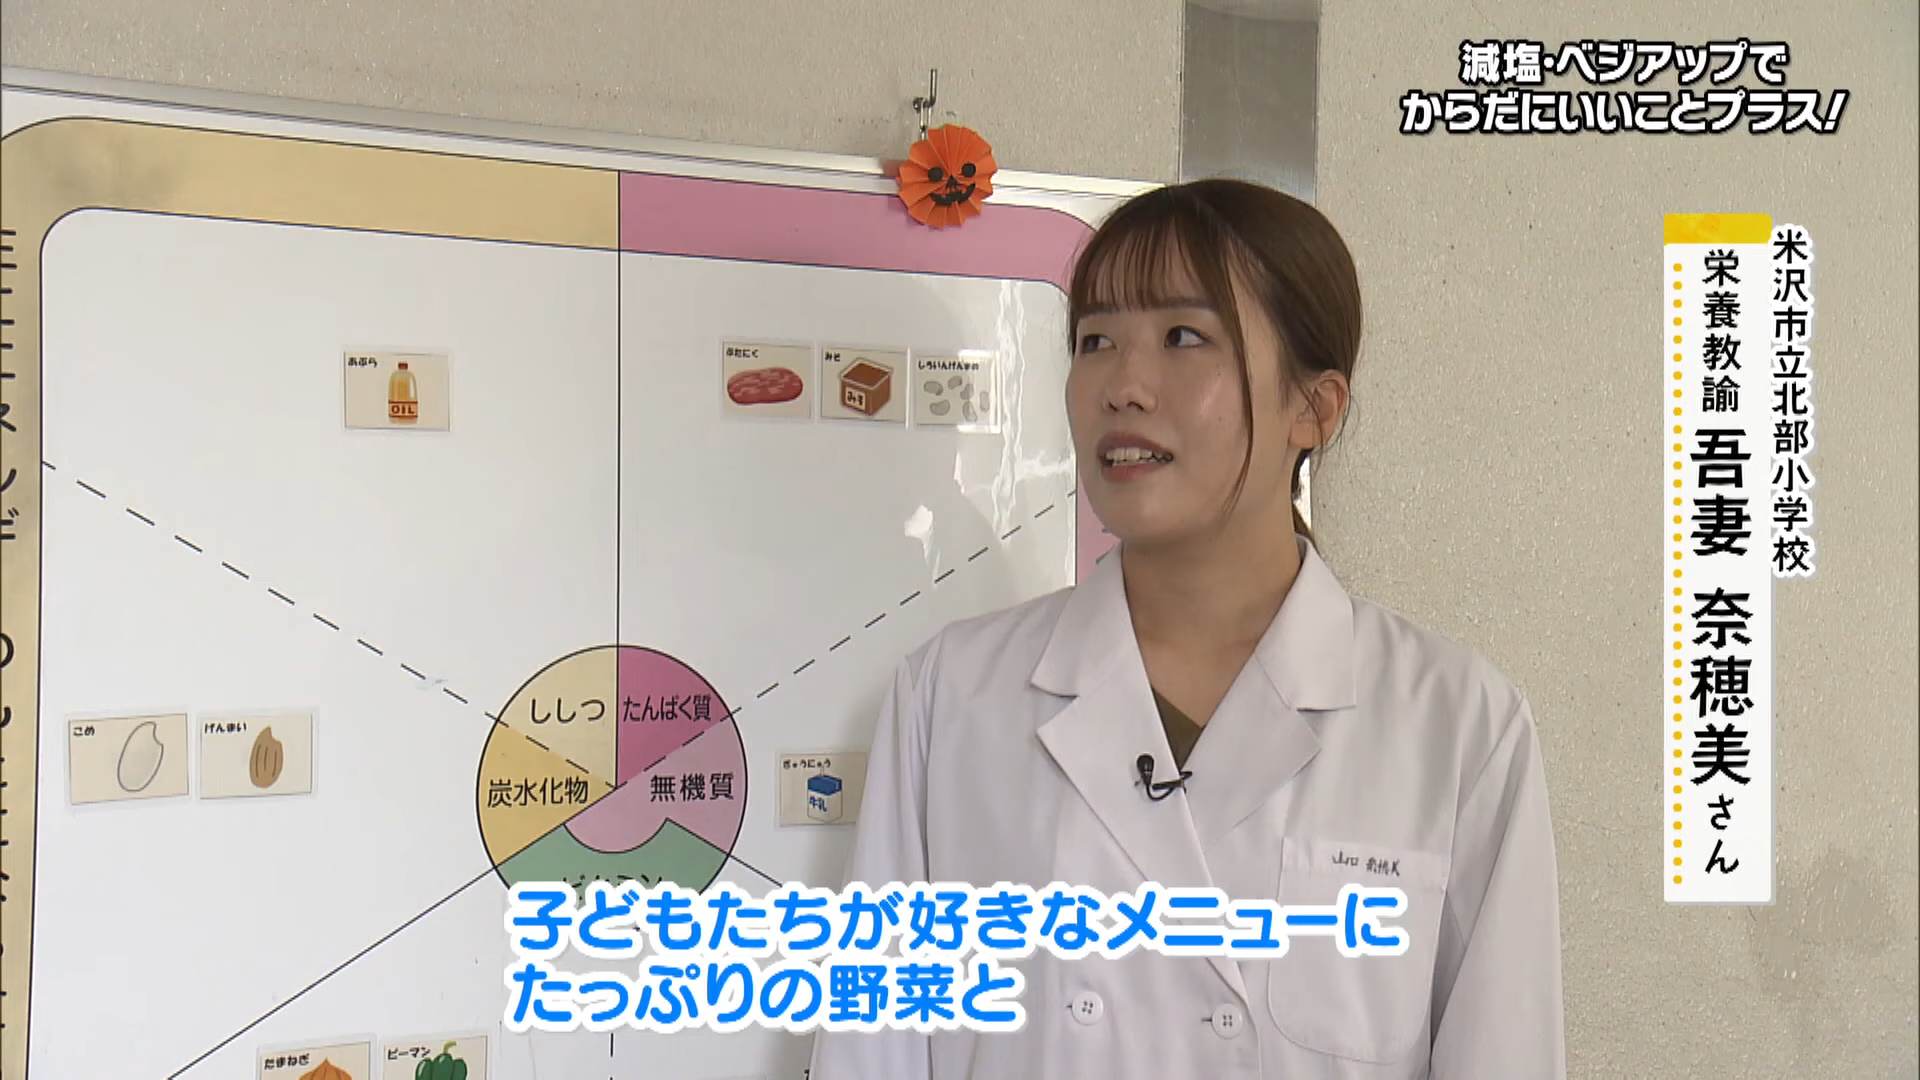 減塩・ベジアップで
からだにいいことプラス!
米沢市立北部小学校
栄養教諭 吾妻 奈穂美さん
あぶら
OIL
ぶたにく
みそ
みそ
しろいんげんまめ
ししつ
たんぱく質
炭水化物
無機質
こめ
げんまい
ぎゅうにゅう
牛乳
子どもたちが好きなメニューに
たっぷりの野菜と
たまねぎ
ピーマン